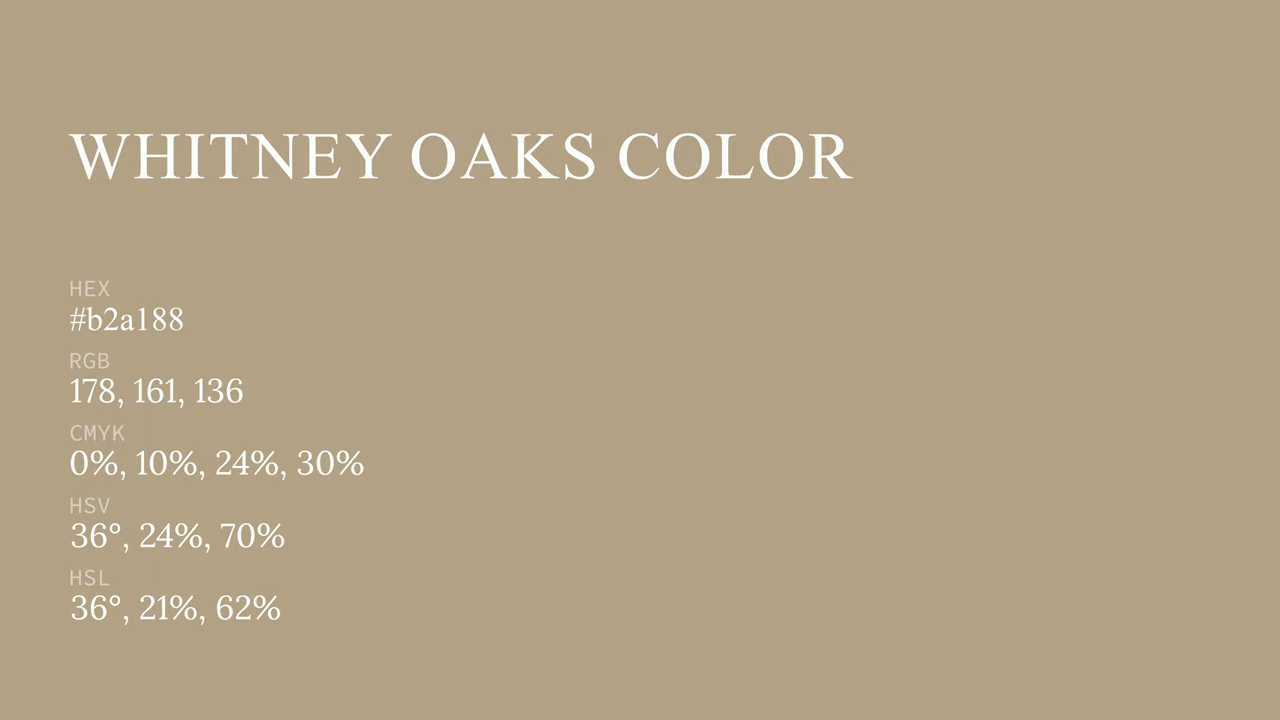 WHITNEY OAKS COLOR
HEX
#b2a188
RGB
178, 161, 136
CMYK
0%, 10%, 24%, 30%
HSV
36°, 24%, 70%
HSL
36°, 21%, 62%